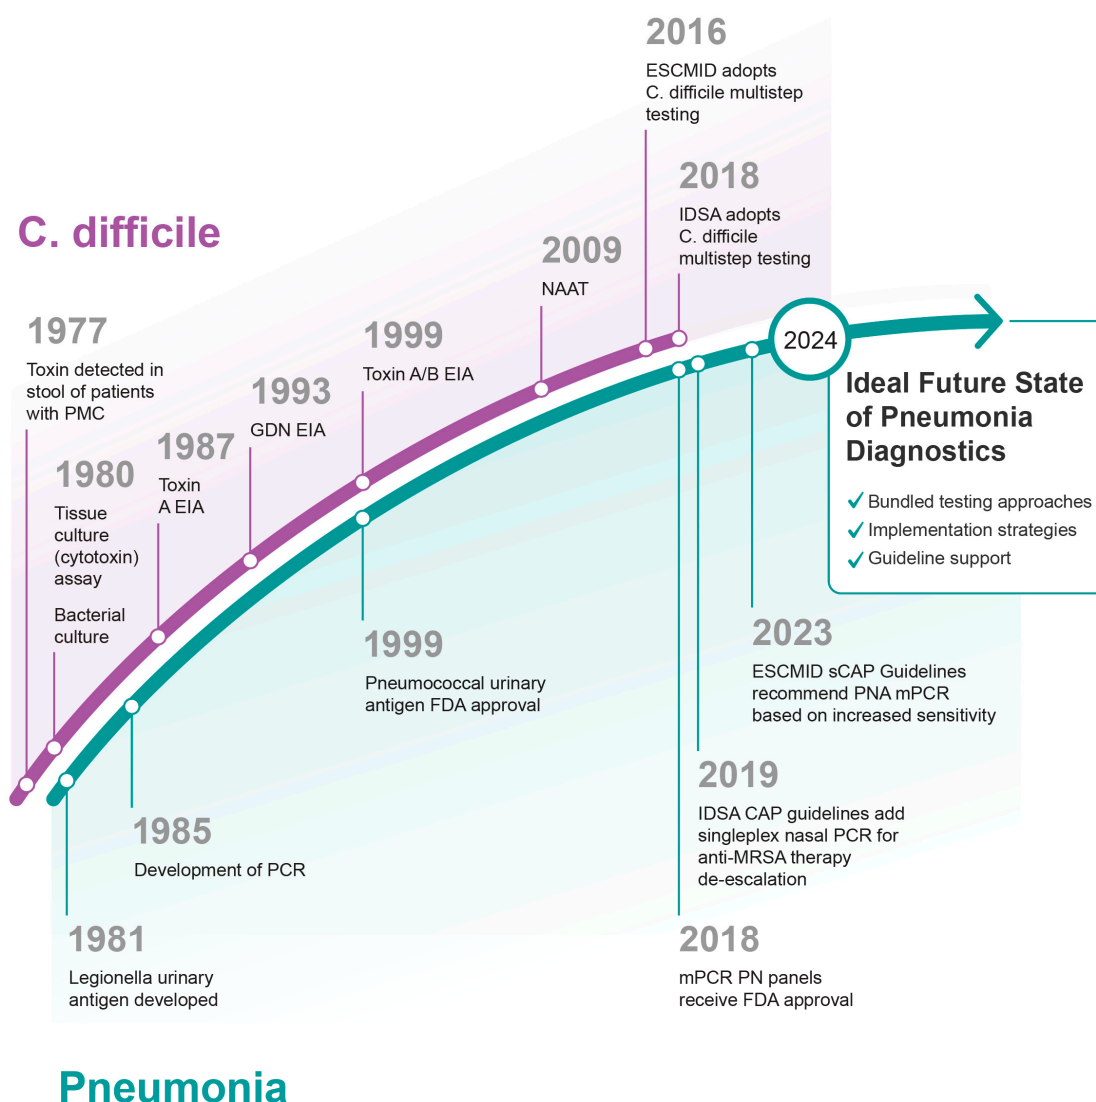 2016
ESCMID adopts
C. difficile multistep
testing
2018
IDSA adopts
C. difficile
multistep testing
C. difficile
2009
NAAT
1977
Toxin detected in
stool of patients
with PMC
1999
Toxin A/B EIA
1993
GDN EIA
1987
Toxin
A EIA
1980
Tissue
culture
(cytotoxin)
assay
Bacterial
culture
2024
Ideal Future State
of Pneumonia
Diagnostics
Bundled testing approaches
Implementation strategies
Guideline support
1999
Pneumococcal urinary
antigen FDA approval
2023
ESCMID sCAP Guidelines
recommend PNA mPCR
based on increased sensitivity
2019
IDSA CAP guidelines add
singleplex nasal PCR for
anti-MRSA therapy
de-escalation
1985
Development of PCR
1981
Legionella urinary
antigen developed
2018
mPCR PN panels
receive FDA approval
Pneumonia